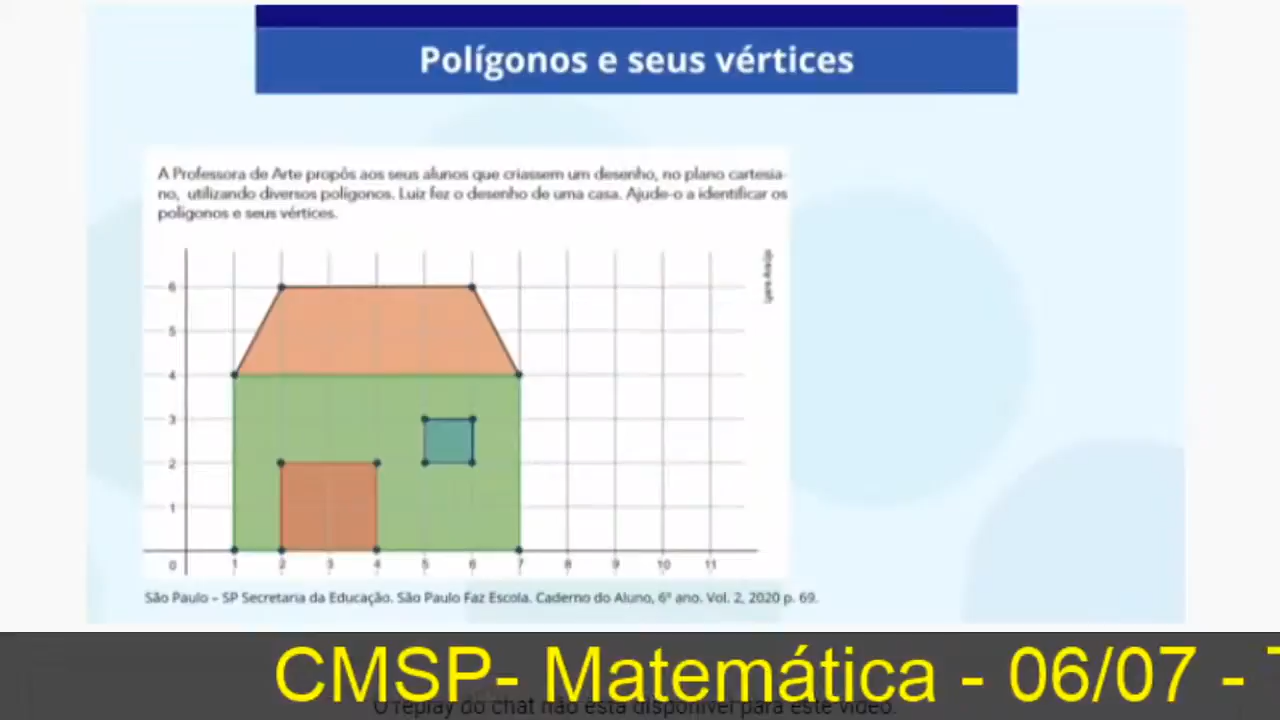 Polígonos e seus vértices
A Professora de Arte propôs aos seus alunos que criassem um desenho, no plano cartesia-
no, utilizando diversos polígonos. Luiz fez o desenho de uma casa. Ajude-o a identificar os
polígonos e seus vértices.
6
5
4
3
2
1
0 1 2 3 4 5 6 7 8 9 10 11
São Paulo – SP Secretaria da Educação. São Paulo Faz Escola. Caderno do Aluno, 6º ano. Vol. 2, 2020 p. 69.
CMSP- Matemática - 06/07 -
O replay do chat não está disponível para este vídeo.